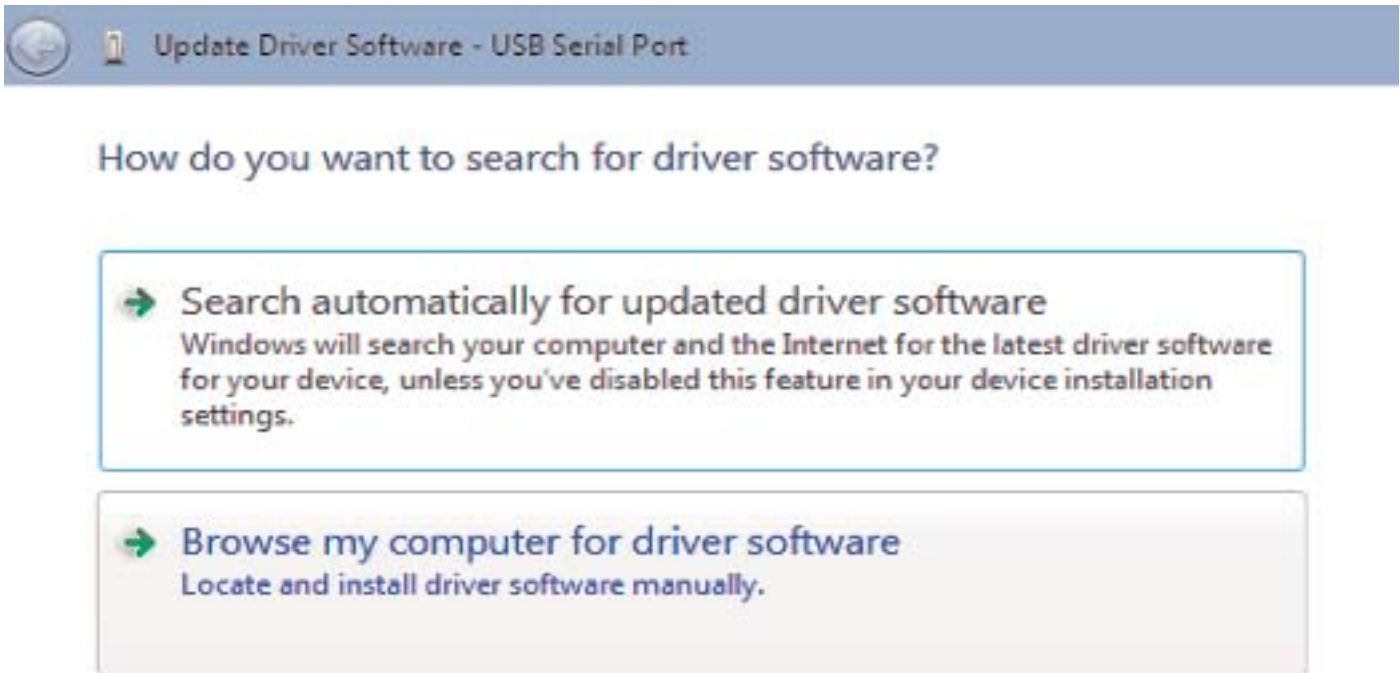 Update Driver Software - USB Serial Port
How do you want to search for driver software?
Search automatically for updated driver software
Windows will search your computer and the Internet for the latest driver software
for your device, unless you've disabled this feature in your device installation
settings.
Browse my computer for driver software
Locate and install driver software manually.